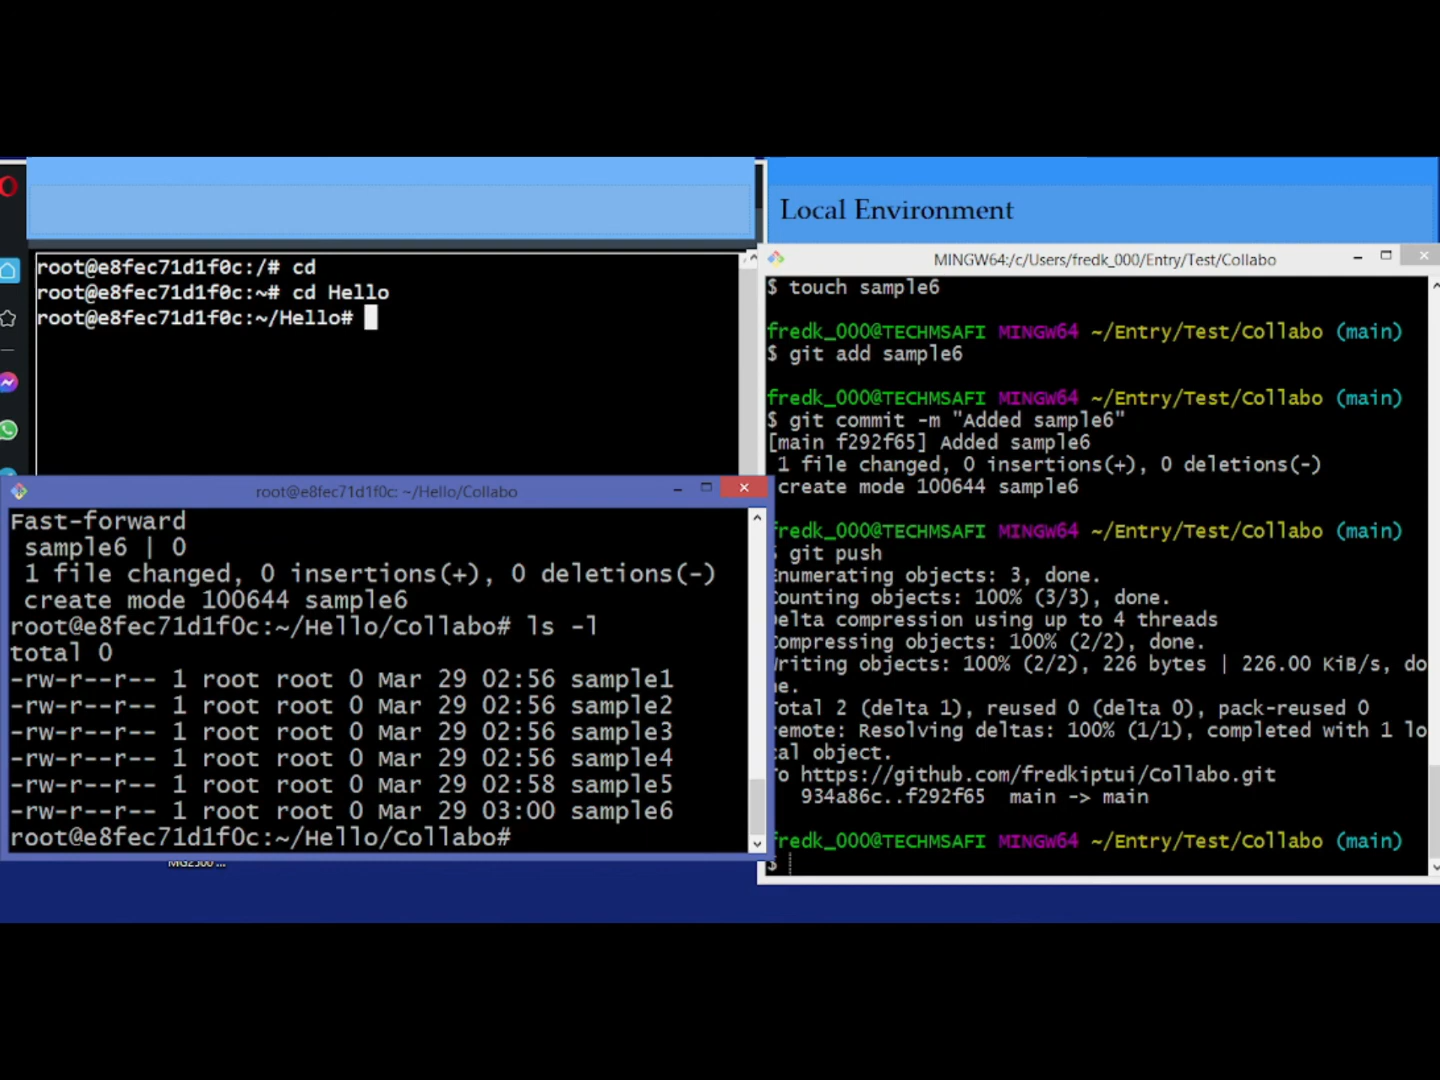 Local Environment
root@e8fec71d1f0c:/# cd
root@e8fec71d1f0c:~# cd Hello
root@e8fec71d1f0c:~/Hello#
root@e8fec71d1f0c: ~/Hello/Collabo
Fast-forward
sample6 | 0
1 file changed, 0 insertions(+), 0 deletions(-)
create mode 100644 sample6
root@e8fec71d1f0c:~/Hello/Collabo# ls -l
total 0
-rw-r--r-- 1 root root 0 Mar 29 02:56 sample1
-rw-r--r-- 1 root root 0 Mar 29 02:56 sample2
-rw-r--r-- 1 root root 0 Mar 29 02:56 sample3
-rw-r--r-- 1 root root 0 Mar 29 02:56 sample4
-rw-r--r-- 1 root root 0 Mar 29 02:58 sample5
-rw-r--r-- 1 root root 0 Mar 29 03:00 sample6
root@e8fec71d1f0c:~/Hello/Collabo#
MINGW64:/c/Users/fredk_000/Entry/Test/Collabo
$ touch sample6
fredk_000@TECHMSAFI MINGW64 ~/Entry/Test/Collabo (main)
$ git add sample6
fredk_000@TECHMSAFI MINGW64 ~/Entry/Test/Collabo (main)
$ git commit -m "Added sample6"
[main f292f65] Added sample6
1 file changed, 0 insertions(+), 0 deletions(-)
create mode 100644 sample6
fredk_000@TECHMSAFI MINGW64 ~/Entry/Test/Collabo (main)
$ git push
Enumerating objects: 3, done.
Counting objects: 100% (3/3), done.
Delta compression using up to 4 threads
Compressing objects: 100% (2/2), done.
Writing objects: 100% (2/2), 226 bytes | 226.00 KiB/s, do
ne.
Total 2 (delta 1), reused 0 (delta 0), pack-reused 0
remote: Resolving deltas: 100% (1/1), completed with 1 lo
cal object.
To https://github.com/fredkiptui/Collabo.git
934a86c..f292f65 main -> main
fredk_000@TECHMSAFI MINGW64 ~/Entry/Test/Collabo (main)
$